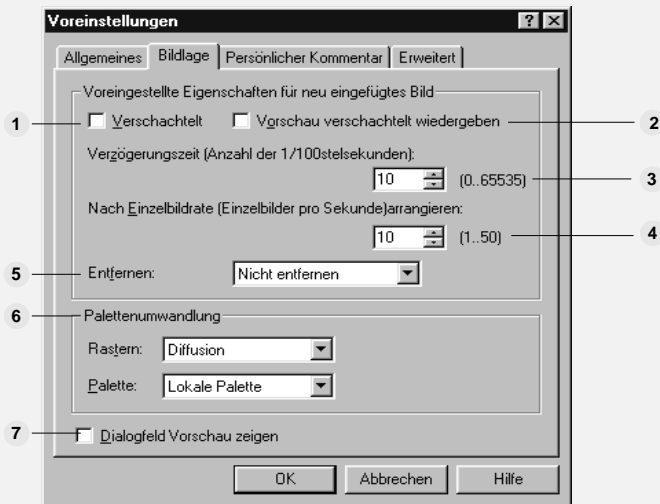 Voreinstellungen
Allgemeines Bildlage Persönlicher Kommentar Erweitert
Voreingestellte Eigenschaften für neu eingefügtes Bild
1 Verschachtelt Vorschau verschachtelt wiedergeben 2
Verzögerungszeit (Anzahl der 1/100stelsekunden):
10 (0..65535) 3
Nach Einzelbildrate (Einzelbilder pro Sekunde)arrangieren:
10 (1..50) 4
5 Entfernen: Nicht entfernen
6 Palettenumwandlung
Rastern: Diffusion
Palette: Lokale Palette
7 Dialogfeld Vorschau zeigen
OK Abbrechen Hilfe